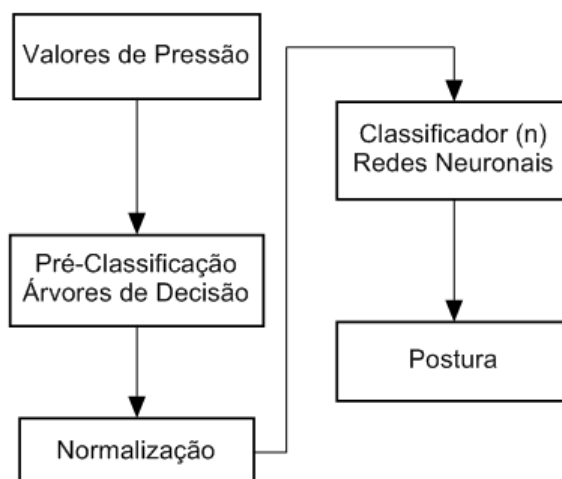 Valores de Pressão
Pré-Classificação
Árvores de Decisão
Normalização
Classificador (n)
Redes Neuronais
Postura